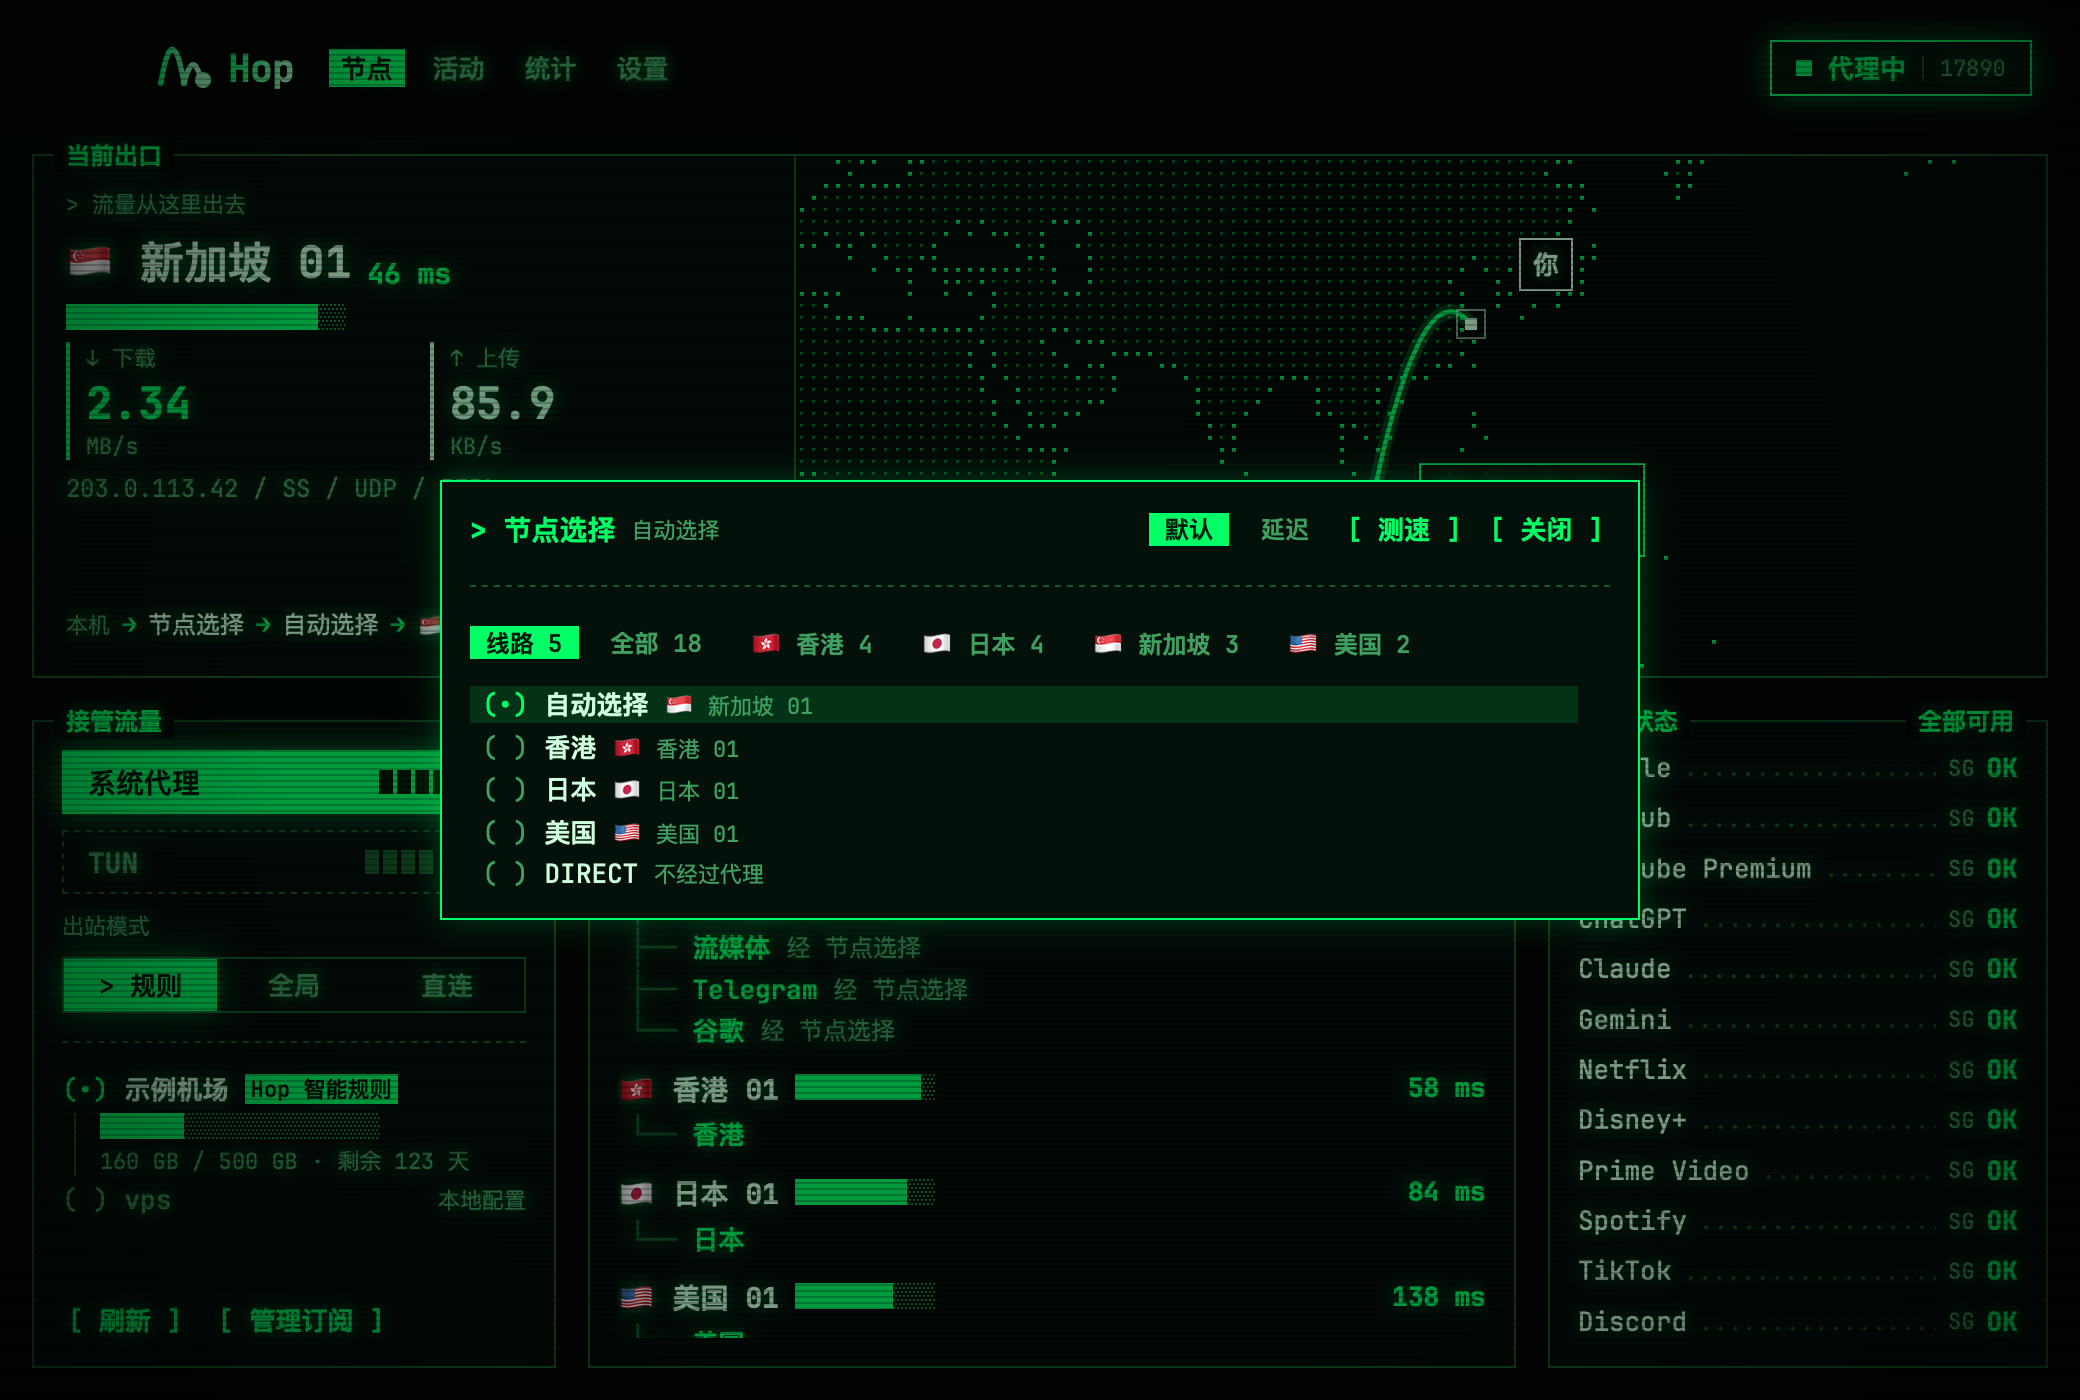 Hop 节点 活动 统计 设置
代理中 17890
当前出口
> 流量从这里出去
新加坡 01 46 ms
↓ 下载
2.34
MB/s
↑ 上传
85.9
KB/s
203.0.113.42 / SS / UDP /
本机 → 节点选择 → 自动选择 →
你
> 节点选择 自动选择
默认 延迟 [ 测速 ] [ 关闭 ]
线路 5 全部 18 香港 4 日本 4 新加坡 3 美国 2
(•) 自动选择 新加坡 01
( ) 香港 香港 01
( ) 日本 日本 01
( ) 美国 美国 01
( ) DIRECT 不经过代理
接管流量
系统代理
TUN
出站模式
> 规则 全局 直连
(•) 示例机场 Hop 智能规则
160 GB / 500 GB · 剩余 123 天
( ) vps 本地配置
[ 刷新 ] [ 管理订阅 ]
流媒体 经 节点选择
Telegram 经 节点选择
谷歌 经 节点选择
香港 01 58 ms
香港
日本 01 84 ms
日本
美国 01 138 ms
美国
状态 全部可用
le SG OK
ub SG OK
ube Premium SG OK
ChatGPT SG OK
Claude SG OK
Gemini SG OK
Netflix SG OK
Disney+ SG OK
Prime Video SG OK
Spotify SG OK
TikTok SG OK
Discord SG OK